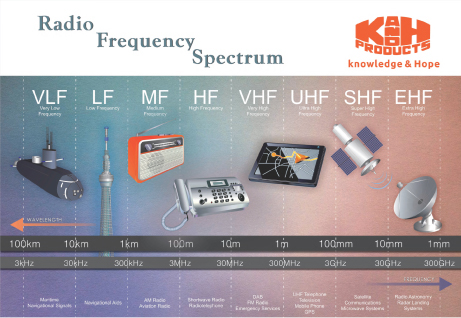 Radio
Frequency
Spectrum
K AND H
PRODUCTS
knowledge & Hope
VLF LF MF HF VHF UHF SHF EHF
Very Low Frequency
Low Frequency
Medium Frequency
High Frequency
Very High Frequency
Ultra High Frequency
Super High Frequency
Extra High Frequency
WAVELENGTH
100km 10km 1km 100m 10m 1m 100mm 10mm 1mm
3kHz 30kHz 300kHz 3MHz 30MHz 300MHz 3GHz 30GHz 300GHz
FREQUENCY
Maritime
Navigation Signals
Navigational Aids
AM Radio
Aviation Radio
Shortwave Radio
Radiotelephone
DAB
FM Radio
Emergency Services
UHF Telephone
Television
Mobile Phone
GPS
Satellite
Communications
Microwave Systems
Radio Astronomy
Radar Landing
Systems